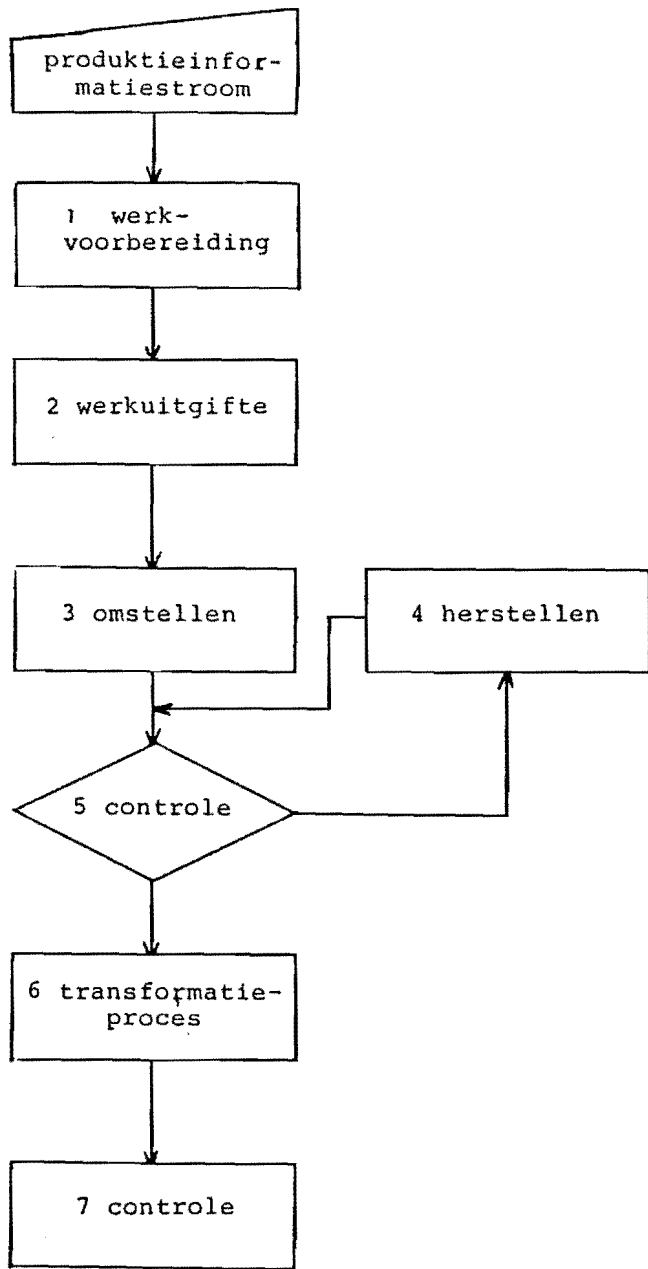 produktieinfor-
matiestroom
1 werk-
voorbereiding
2 werkuitgifte
3 omstellen
4 herstellen
5 controle
6 transformatie-
proces
7 controle